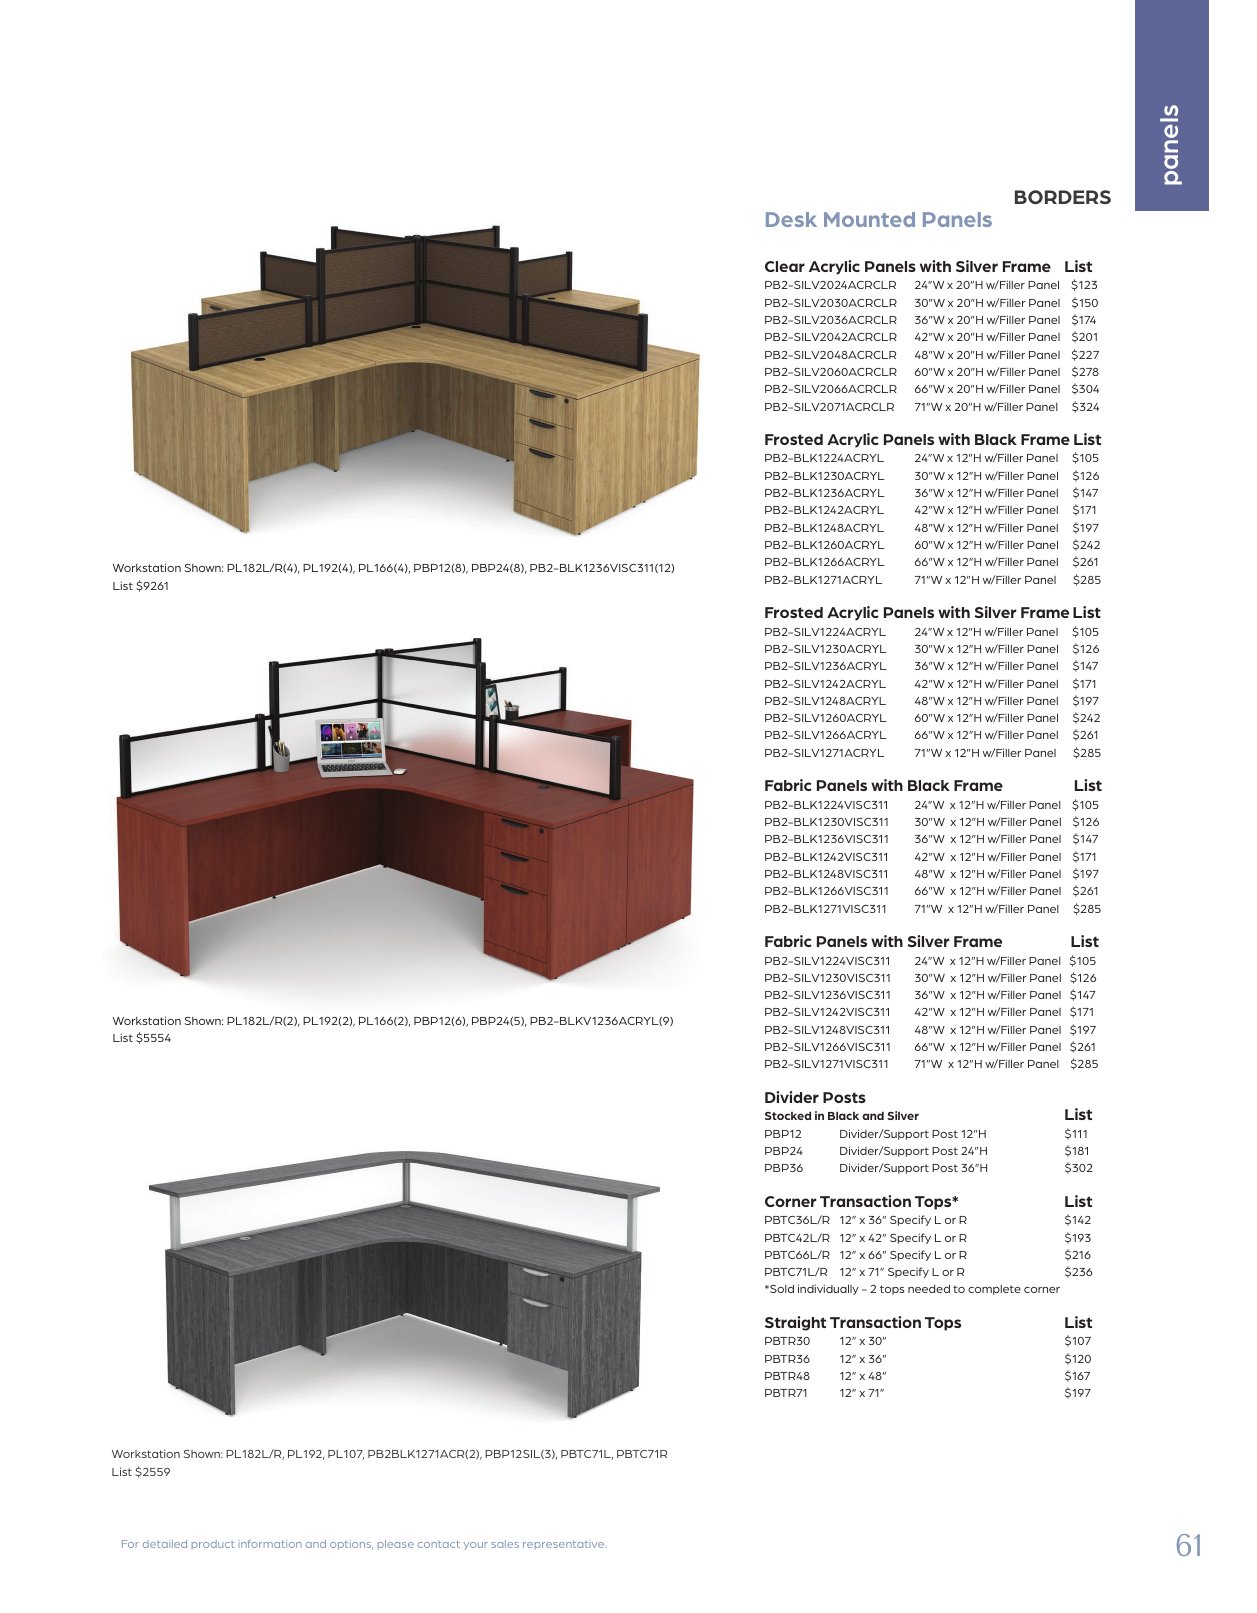 panels
BORDERS
Desk Mounted Panels
Clear Acrylic Panels with Silver Frame List
PB2-SILV2024ACRCLR 24"W x 20"H w/Filler Panel $123
PB2-SILV2030ACRCLR 30"W x 20"H w/Filler Panel $150
PB2-SILV2036ACRCLR 36"W x 20"H w/Filler Panel $174
PB2-SILV2042ACRCLR 42"W x 20"H w/Filler Panel $201
PB2-SILV2048ACRCLR 48"W x 20"H w/Filler Panel $227
PB2-SILV2060ACRCLR 60"W x 20"H w/Filler Panel $278
PB2-SILV2066ACRCLR 66"W x 20"H w/Filler Panel $304
PB2-SILV2071ACRCLR 71"W x 20"H w/Filler Panel $324
Frosted Acrylic Panels with Black Frame List
PB2-BLK1224ACRYL 24"W x 12"H w/Filler Panel $105
PB2-BLK1230ACRYL 30"W x 12"H w/Filler Panel $126
PB2-BLK1236ACRYL 36"W x 12"H w/Filler Panel $147
PB2-BLK1242ACRYL 42"W x 12"H w/Filler Panel $171
PB2-BLK1248ACRYL 48"W x 12"H w/Filler Panel $197
PB2-BLK1260ACRYL 60"W x 12"H w/Filler Panel $242
PB2-BLK1266ACRYL 66"W x 12"H w/Filler Panel $261
PB2-BLK1271ACRYL 71"W x 12"H w/Filler Panel $285
Frosted Acrylic Panels with Silver Frame List
PB2-SILV1224ACRYL 24"W x 12"H w/Filler Panel $105
PB2-SILV1230ACRYL 30"W x 12"H w/Filler Panel $126
PB2-SILV1236ACRYL 36"W x 12"H w/Filler Panel $147
PB2-SILV1242ACRYL 42"W x 12"H w/Filler Panel $171
PB2-SILV1248ACRYL 48"W x 12"H w/Filler Panel $197
PB2-SILV1260ACRYL 60"W x 12"H w/Filler Panel $242
PB2-SILV1266ACRYL 66"W x 12"H w/Filler Panel $261
PB2-SILV1271ACRYL 71"W x 12"H w/Filler Panel $285
Fabric Panels with Black Frame List
PB2-BLK1224VISC311 24"W x 12"H w/Filler Panel $105
PB2-BLK1230VISC311 30"W x 12"H w/Filler Panel $126
PB2-BLK1236VISC311 36"W x 12"H w/Filler Panel $147
PB2-BLK1242VISC311 42"W x 12"H w/Filler Panel $171
PB2-BLK1248VISC311 48"W x 12"H w/Filler Panel $197
PB2-BLK1266VISC311 66"W x 12"H w/Filler Panel $261
PB2-BLK1271VISC311 71"W x 12"H w/Filler Panel $285
Fabric Panels with Silver Frame List
PB2-SILV1224VISC311 24"W x 12"H w/Filler Panel $105
PB2-SILV1230VISC311 30"W x 12"H w/Filler Panel $126
PB2-SILV1236VISC311 36"W x 12"H w/Filler Panel $147
PB2-SILV1242VISC311 42"W x 12"H w/Filler Panel $171
PB2-SILV1248VISC311 48"W x 12"H w/Filler Panel $197
PB2-SILV1266VISC311 66"W x 12"H w/Filler Panel $261
PB2-SILV1271VISC311 71"W x 12"H w/Filler Panel $285
Divider Posts
Stocked in Black and Silver List
PBP12 Divider/Support Post 12"H $111
PBP24 Divider/Support Post 24"H $181
PBP36 Divider/Support Post 36"H $302
Corner Transaction Tops* List
PBTC36L/R 12" x 36" Specify L or R $142
PBTC42L/R 12" x 42" Specify L or R $193
PBTC66L/R 12" x 66" Specify L or R $216
PBTC71L/R 12" x 71" Specify L or R $236
*Sold individually - 2 tops needed to complete corner
Straight Transaction Tops List
PBTR30 12" x 30" $107
PBTR36 12" x 36" $120
PBTR48 12" x 48" $167
PBTR71 12" x 71" $197
Workstation Shown: PL182L/R(4), PL192(4), PL166(4), PBP12(8), PBP24(8), PB2-BLK1236VISC311(12)
List $9261
Workstation Shown: PL182L/R(2), PL192(2), PL166(2), PBP12(6), PBP24(5), PB2-BLKV1236ACRYL(9)
List $5554
Workstation Shown: PL182L/R, PL192, PL107, PB2BLK1271ACR(2), PBP12SIL(3), PBTC71L, PBTC71R
List $2559
For detailed product information and options, please contact your sales representative.
61